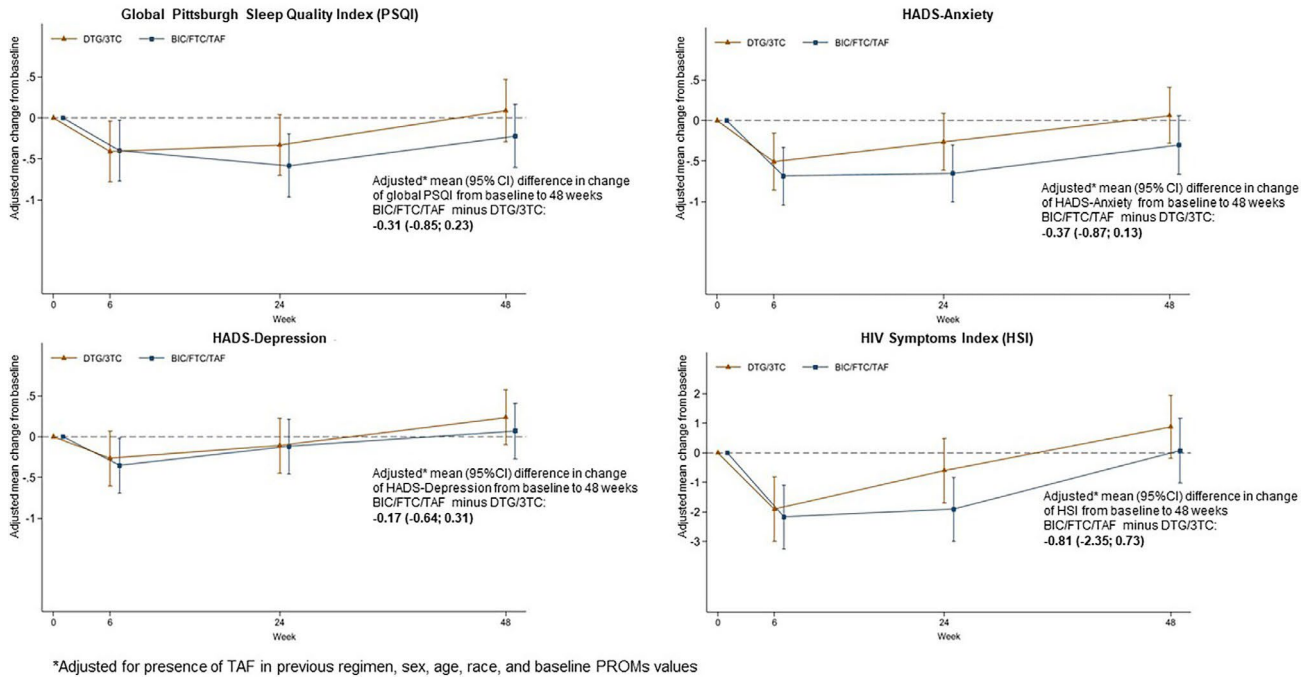 Global Pittsburgh Sleep Quality Index (PSQI)
DTG/3TC BIC/FTC/TAF
Adjusted mean change from baseline
.5
0
-.5
-1
Adjusted* mean (95% CI) difference in change
of global PSQI from baseline to 48 weeks
BIC/FTC/TAF minus DTG/3TC:
-0.31 (-0.85; 0.23)
0 6 24 48
Week
HADS-Anxiety
DTG/3TC BIC/FTC/TAF
Adjusted mean change from baseline
.5
0
-.5
-1
Adjusted* mean (95% CI) difference in change
of HADS-Anxiety from baseline to 48 weeks
BIC/FTC/TAF minus DTG/3TC:
-0.37 (-0.87; 0.13)
0 6 24 48
Week
HADS-Depression
DTG/3TC BIC/FTC/TAF
Adjusted mean change from baseline
.5
0
-.5
-1
Adjusted* mean (95%CI) difference in change
of HADS-Depression from baseline to 48 weeks
BIC/FTC/TAF minus DTG/3TC:
-0.17 (-0.64; 0.31)
0 6 24 48
Week
HIV Symptoms Index (HSI)
DTG/3TC BIC/FTC/TAF
Adjusted mean change from baseline
2
1
0
-1
-2
-3
Adjusted* mean (95%CI) difference in change
of HSI from baseline to 48 weeks
BIC/FTC/TAF minus DTG/3TC:
-0.81 (-2.35; 0.73)
0 6 24 48
Week
*Adjusted for presence of TAF in previous regimen, sex, age, race, and baseline PROMs values